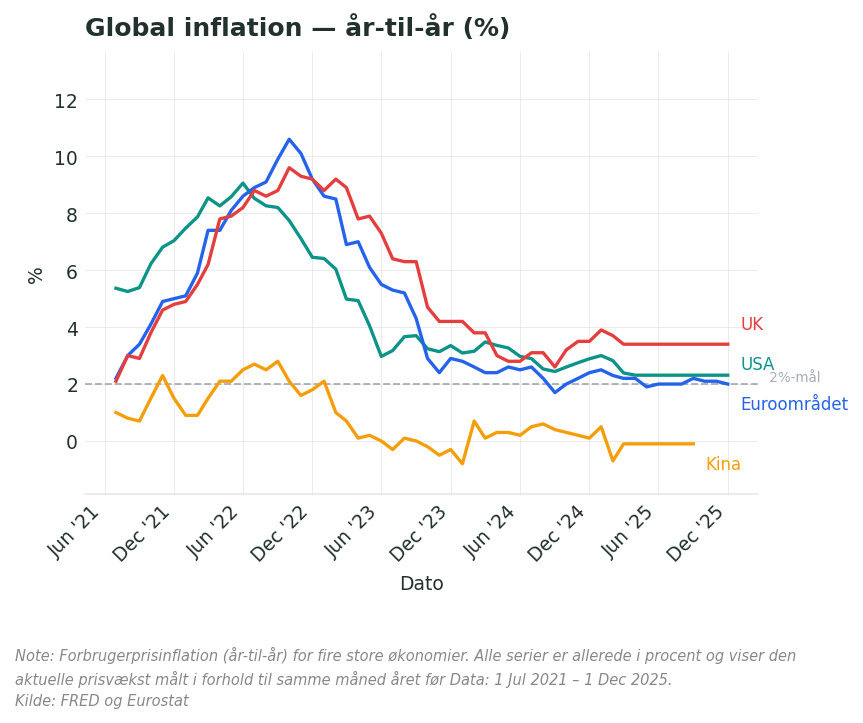 Global inflation — år-til-år (%)
12
10
8
6
4
2
0
%
UK
USA
2%-mål
Euroområdet
Kina
Jun '21
Dec '21
Jun '22
Dec '22
Jun '23
Dec '23
Jun '24
Dec '24
Jun '25
Dec '25
Dato
Note: Forbrugerprisinflation (år-til-år) for fire store økonomier. Alle serier er allerede i procent og viser den
aktuelle prisvækst målt i forhold til samme måned året før Data: 1 Jul 2021 – 1 Dec 2025.
Kilde: FRED og Eurostat